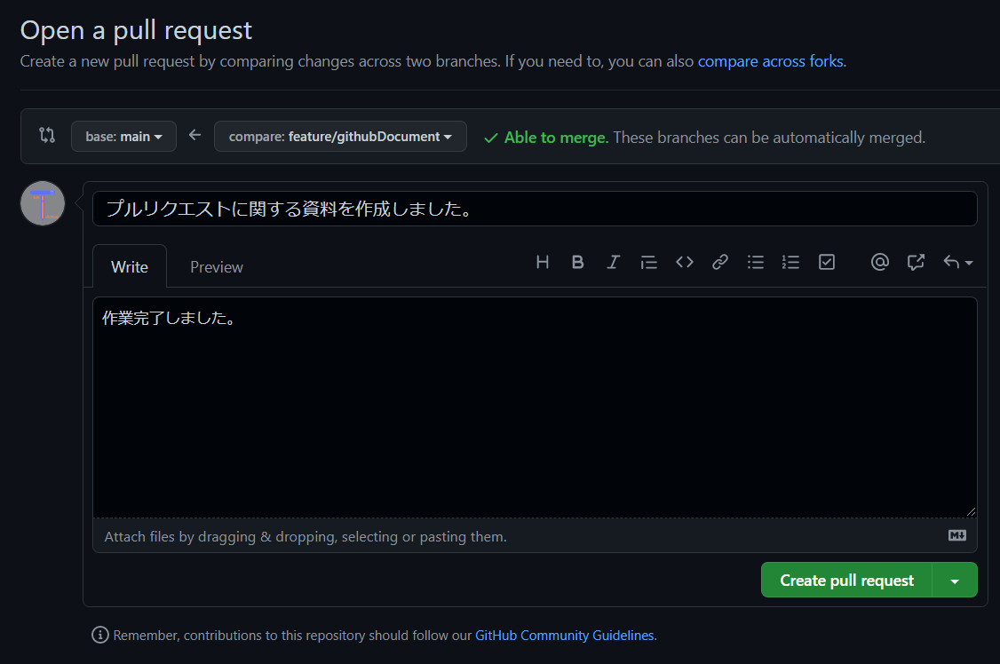 Open a pull request
Create a new pull request by comparing changes across two branches. If you need to, you can also compare across forks.
base: main compare: feature/githubDocument Able to merge. These branches can be automatically merged.
プルリクエストに関する資料を作成しました。
Write Preview
作業完了しました。
Attach files by dragging & dropping, selecting or pasting them.
Create pull request
Remember, contributions to this repository should follow our GitHub Community Guidelines.